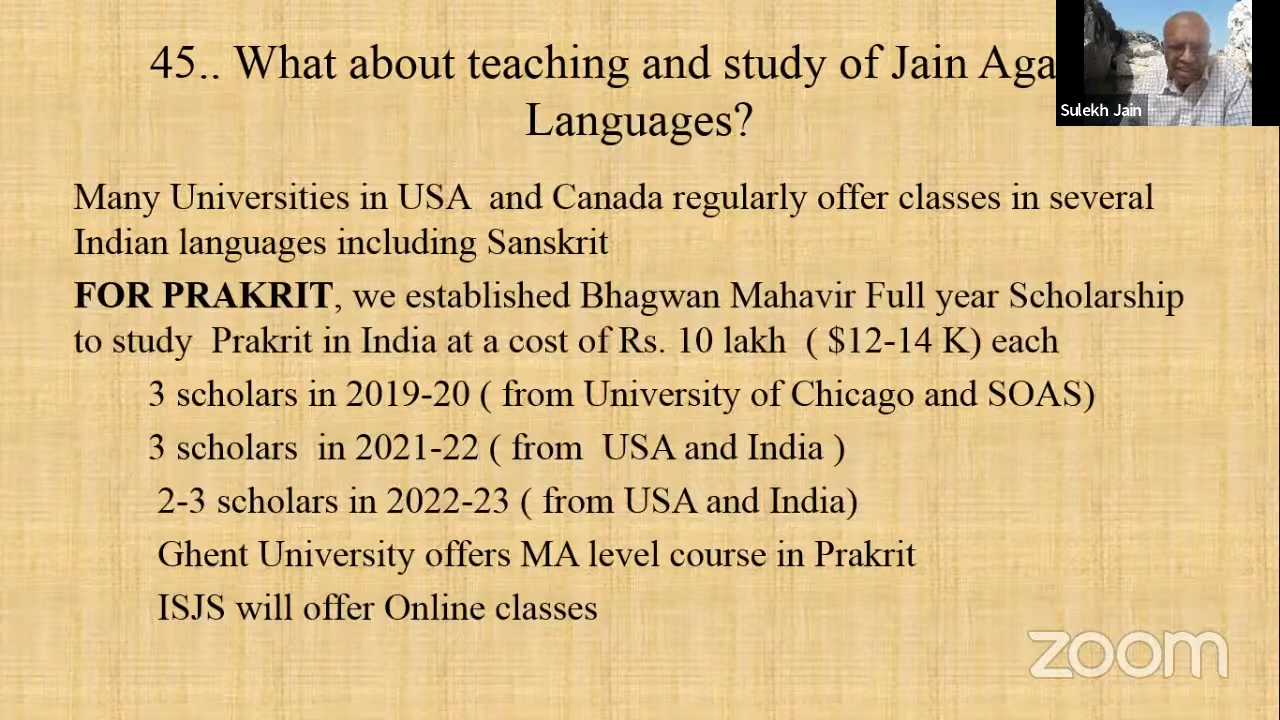 45.. What about teaching and study of Jain Aga
Languages?
Sulekh Jain
Many Universities in USA and Canada regularly offer classes in several
Indian languages including Sanskrit
FOR PRAKRIT, we established Bhagwan Mahavir Full year Scholarship
to study Prakrit in India at a cost of Rs. 10 lakh ( $12-14 K) each
3 scholars in 2019-20 ( from University of Chicago and SOAS)
3 scholars in 2021-22 ( from USA and India )
2-3 scholars in 2022-23 ( from USA and India)
Ghent University offers MA level course in Prakrit
ISJS will offer Online classes
zoom